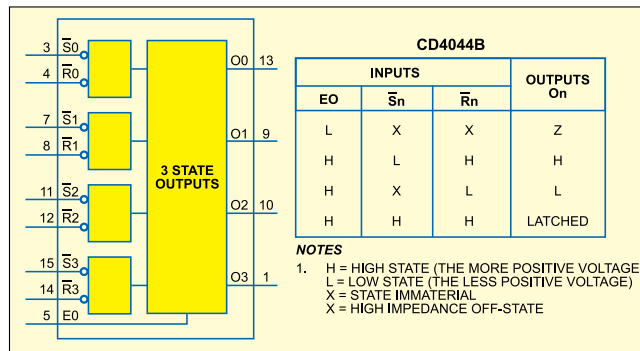 3 S0
4 R0
7 S1
8 R1
11 S2
12 R2
15 S3
14 R3
5 E0
3 STATE
OUTPUTS
O0 13
O1 9
O2 10
O3 1
CD4044B
INPUTS OUTPUTS
On
EO S̅n R̅n
L X X Z
H L H H
H X L L
H H H LATCHED
NOTES
1. H = HIGH STATE (THE MORE POSITIVE VOLTAGE
L = LOW STATE (THE LESS POSITIVE VOLTAGE)
X = STATE IMMATERIAL
X = HIGH IMPEDANCE OFF-STATE